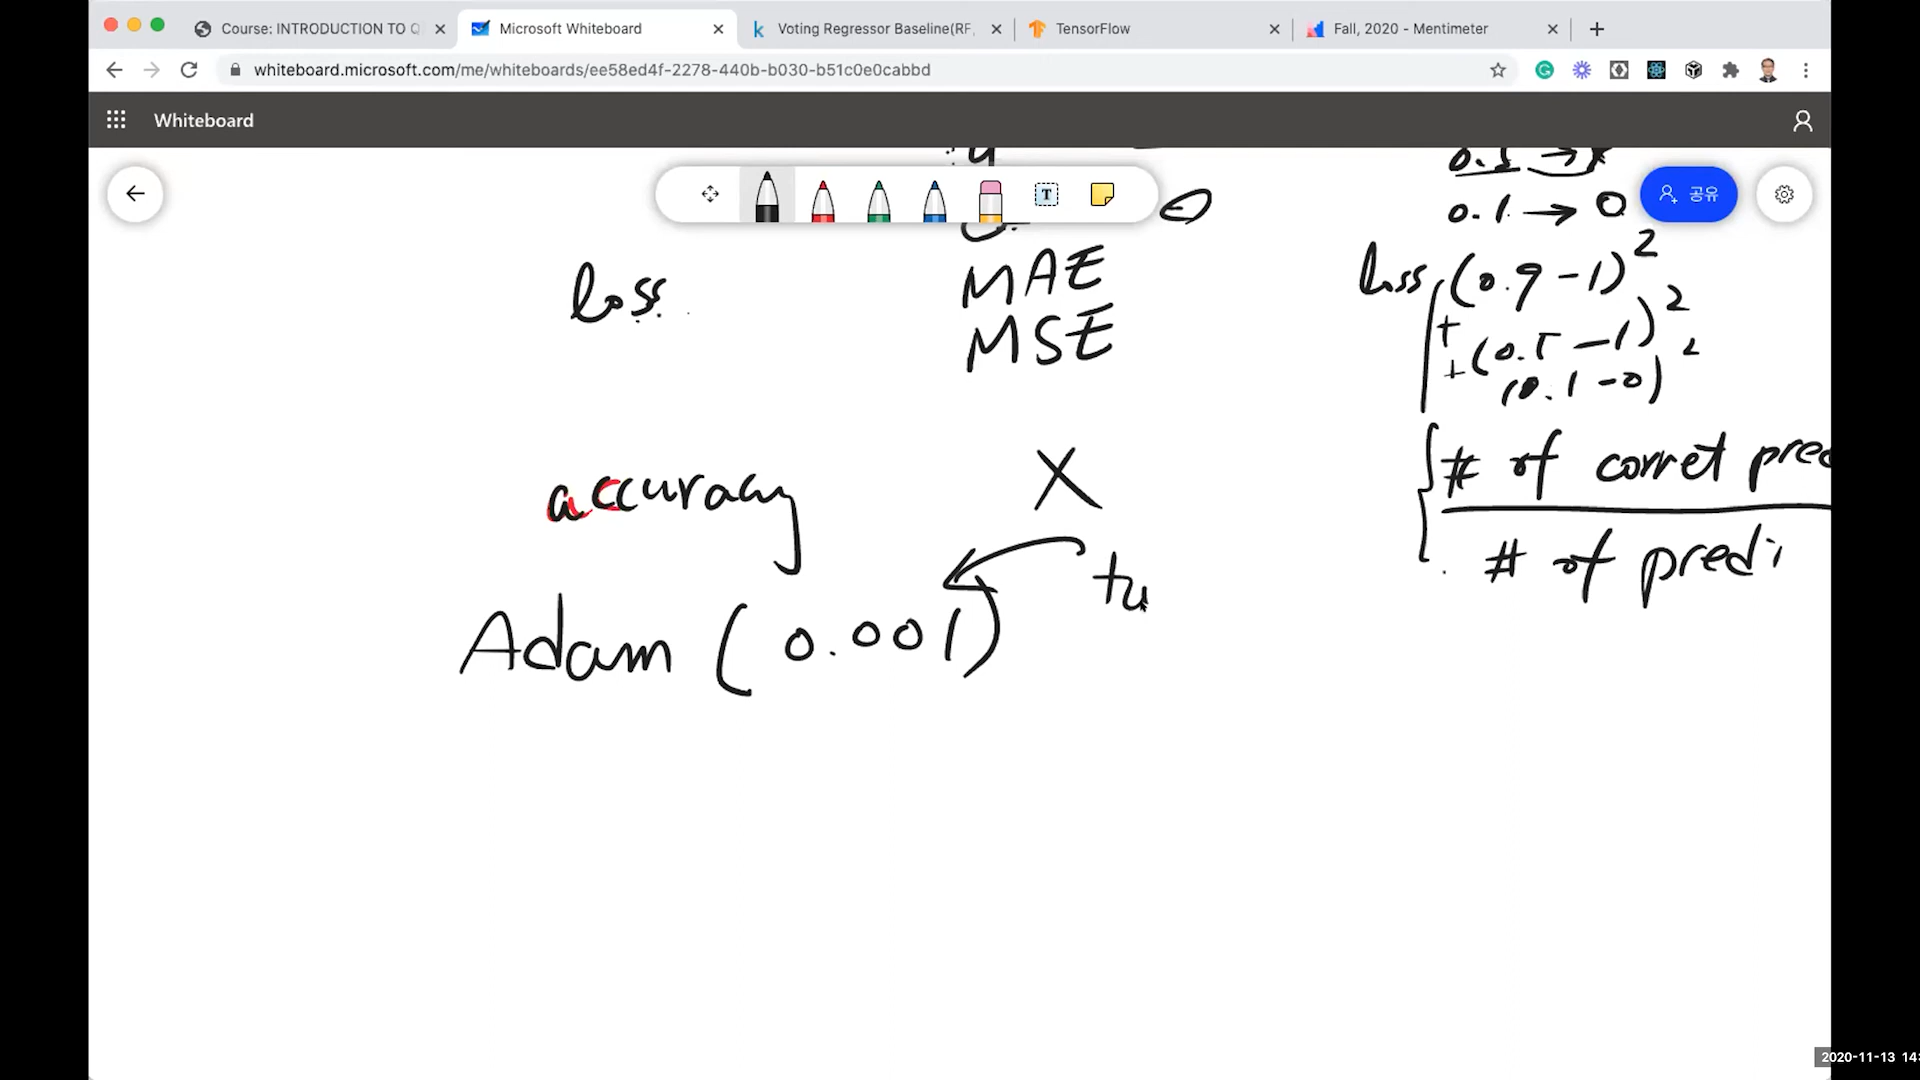 Course: INTRODUCTION TO Q
Microsoft Whiteboard
Voting Regressor Baseline(RF,
TensorFlow
Fall, 2020 - Mentimeter
whiteboard.microsoft.com/me/whiteboards/ee58ed4f-2278-440b-b030-b51c0e0cabbd
Whiteboard
T
공유
0.1 → 0
loss
MAE
MSE
loss (0.9 - 1)²
+ (0.5 - 1)²
+ (0.1 - 0)²
accuracy
X
# of corret pred
# of predi
tu
Adam (0.001)
2020-11-13 14: